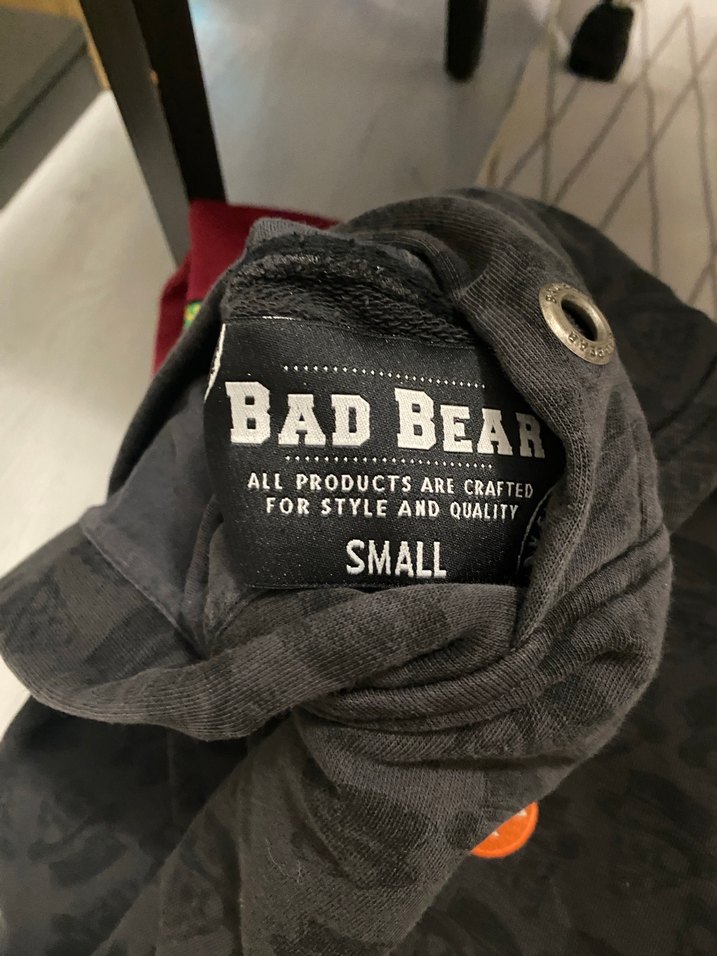 BAD BEAR
ALL PRODUCTS ARE CRAFTED
FOR STYLE AND QUALITY
SMALL